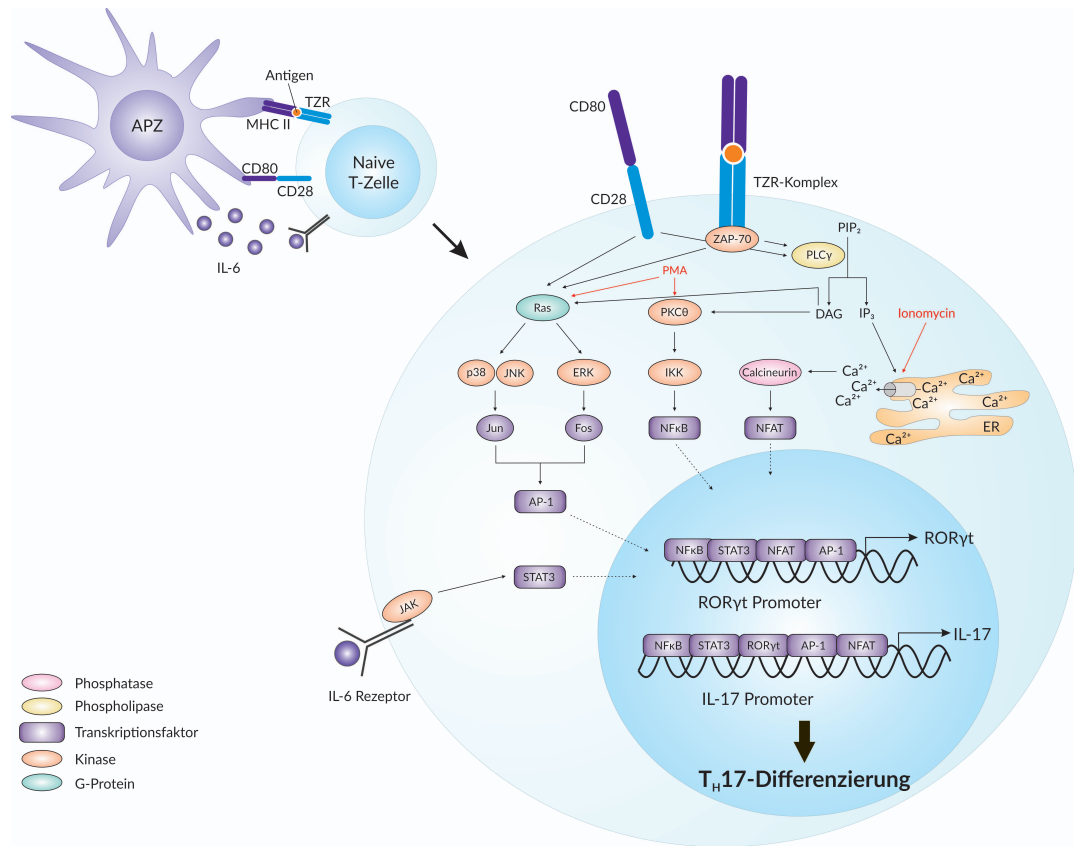 Antigen
TZR
MHC II
APZ
CD80
CD28
Naive
T-Zelle
IL-6
CD80
CD28
TZR-Komplex
ZAP-70
PLCγ
PIP₂
PMA
Ras
PKCθ
DAG
IP₃
Ionomycin
p38
JNK
ERK
IKK
Calcineurin
Ca²⁺
Ca²⁺
Ca²⁺
Ca²⁺
Ca²⁺
Ca²⁺
Ca²⁺
Ca²⁺
ER
Jun
Fos
NFκB
NFAT
AP-1
STAT3
JAK
IL-6 Rezeptor
NFκB
STAT3
NFAT
AP-1
RORγt
RORγt Promoter
NFκB
STAT3
RORγt
AP-1
NFAT
IL-17
IL-17 Promoter
T_H17-Differenzierung
Phosphatase
Phospholipase
Transkriptionsfaktor
Kinase
G-Protein